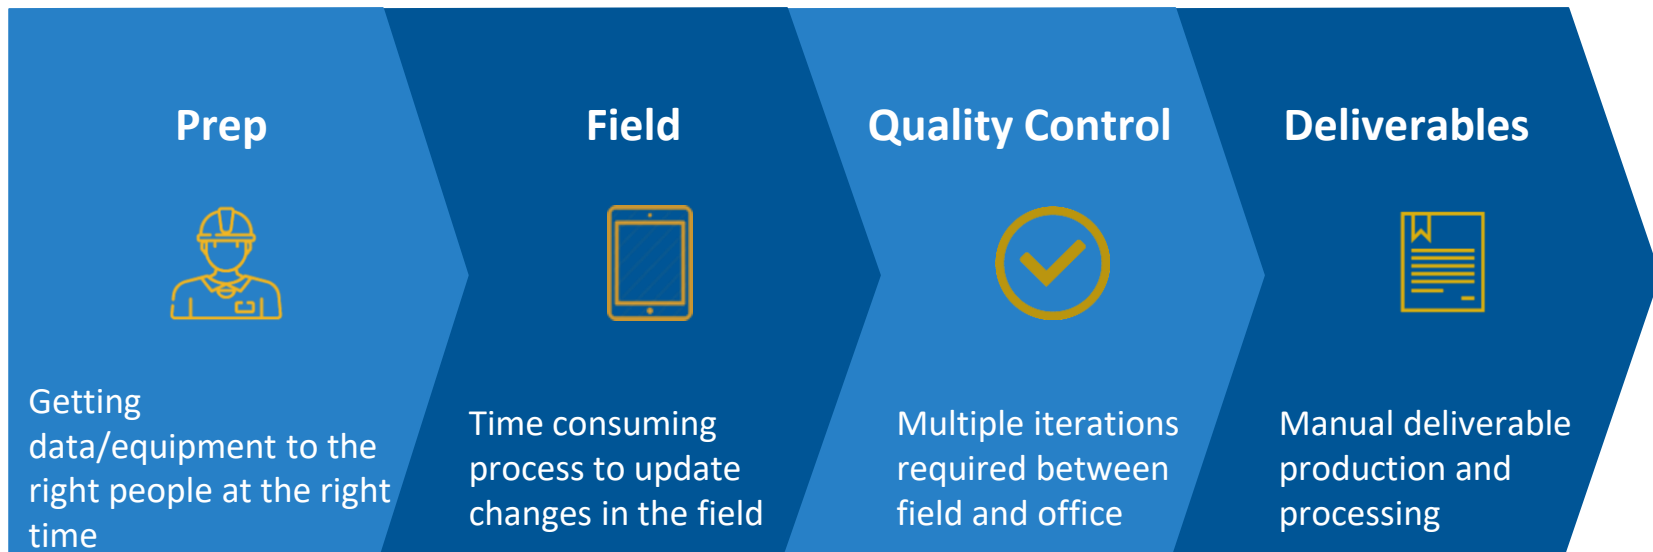 Prep
Getting
data/equipment to the
right people at the right
time
Field
Time consuming
process to update
changes in the field
Quality Control
Multiple iterations
required between
field and office
Deliverables
Manual deliverable
production and
processing